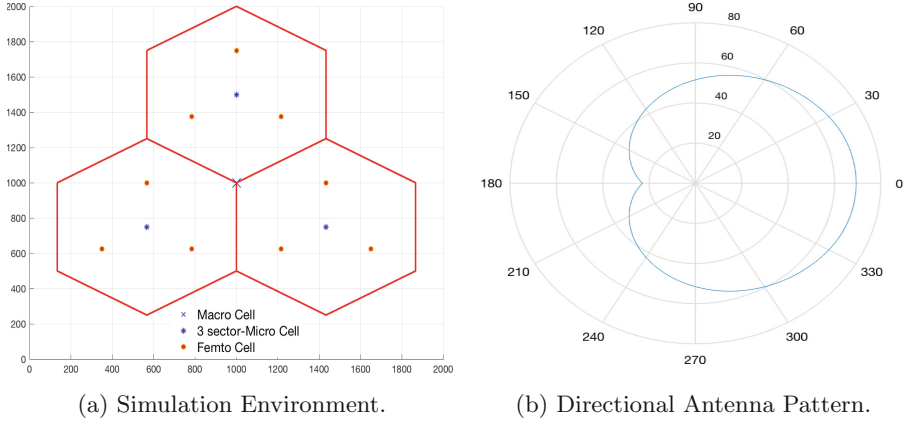 2000
1800
1600
1400
1200
1000
800
600
400
200
0
0 200 400 600 800 1000 1200 1400 1600 1800 2000
Macro Cell
3 sector-Micro Cell
Femto Cell
(a) Simulation Environment.
90
120 80 60
60
150 40 30
20
180 0
210 330
240 300
270
(b) Directional Antenna Pattern.